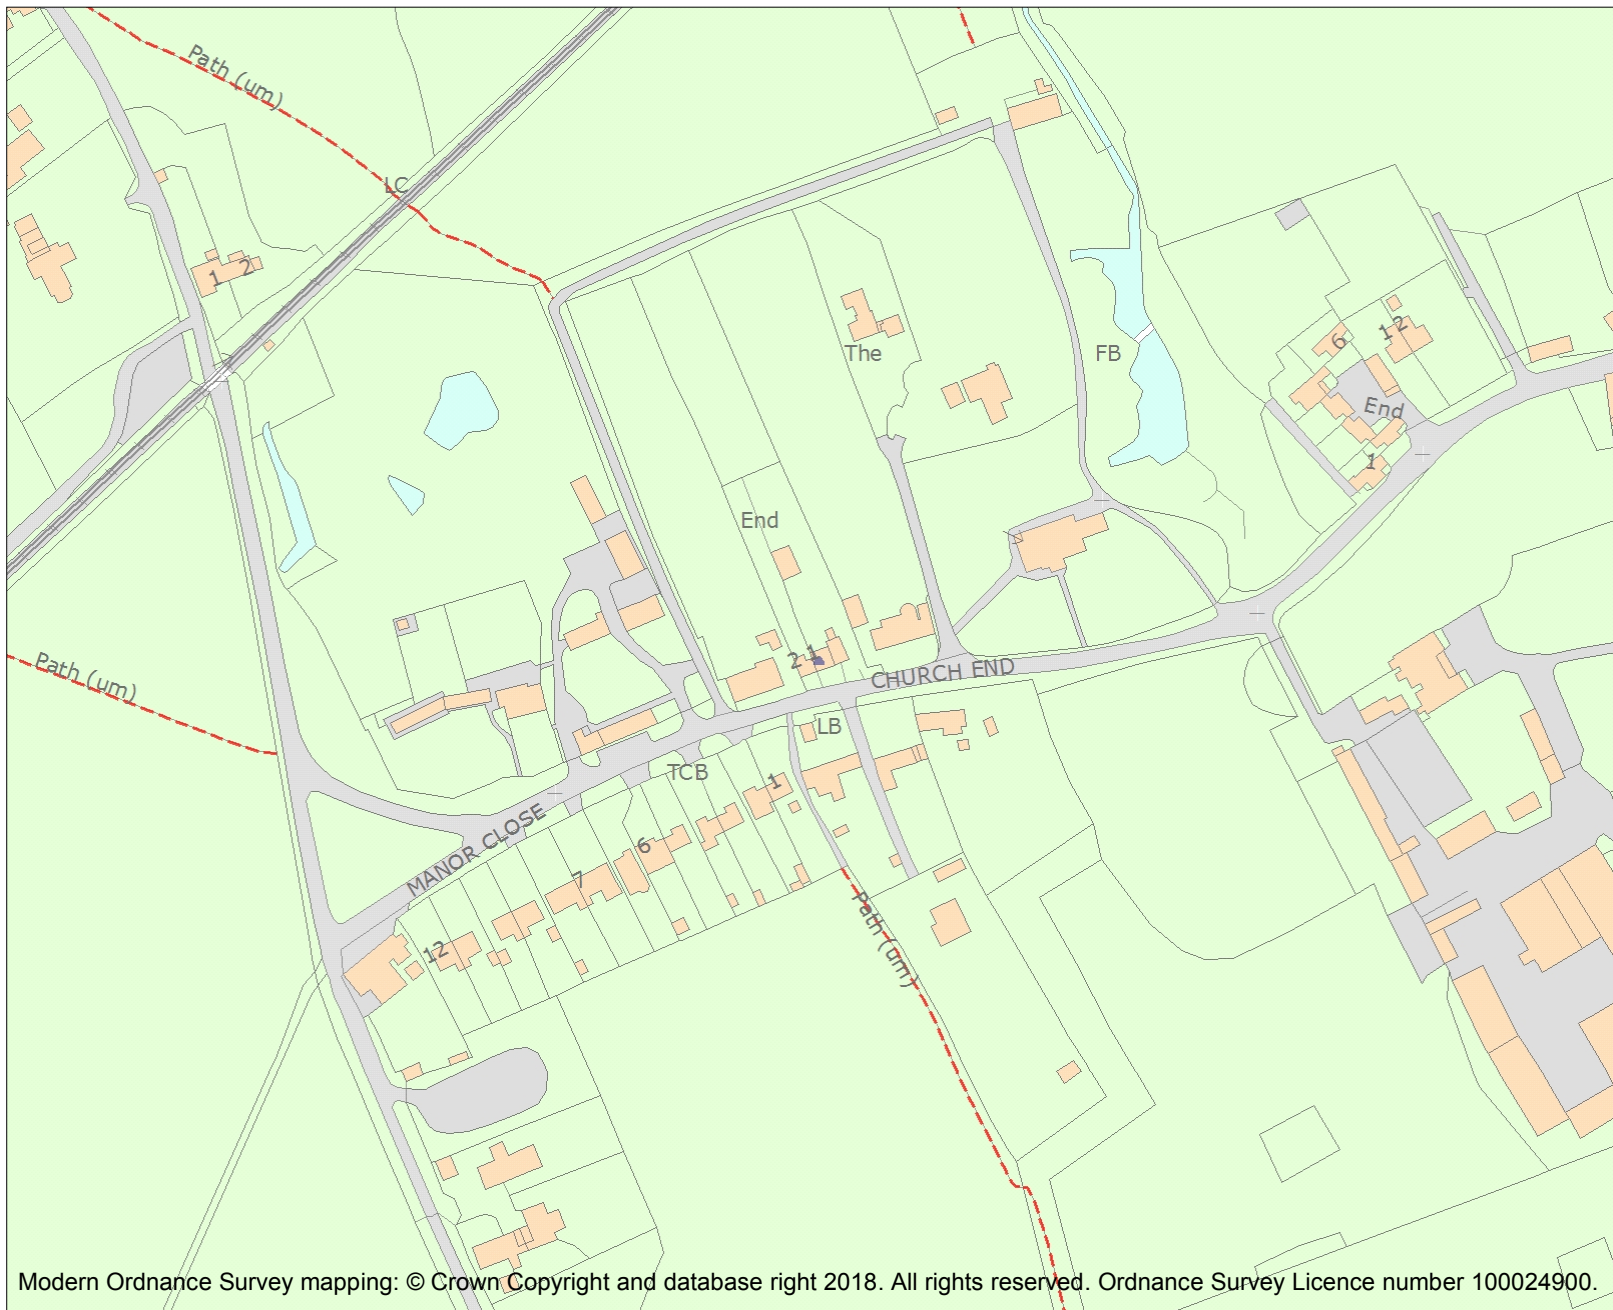 Path (um)
LC
1 2
The
FB
6
1 2
End
1
End
2 1
CHURCH END
Path (um)
LB
TCB
1
MANOR CLOSE
6
7
12
Path (um)
Modern Ordnance Survey mapping: © Crown Copyright and database right 2018. All rights reserved. Ordnance Survey Licence number 100024900.